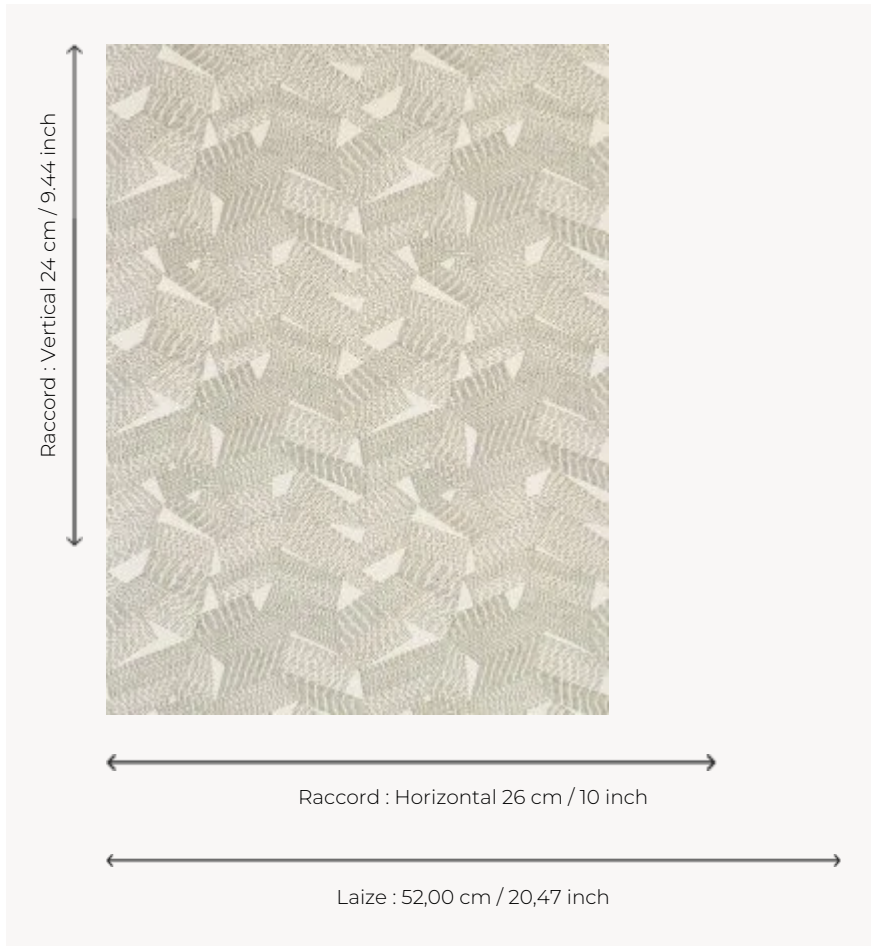 Raccord : Vertical 24 cm / 9.44 inch
Raccord : Horizontal 26 cm / 10 inch
Laize : 52,00 cm / 20,47 inch